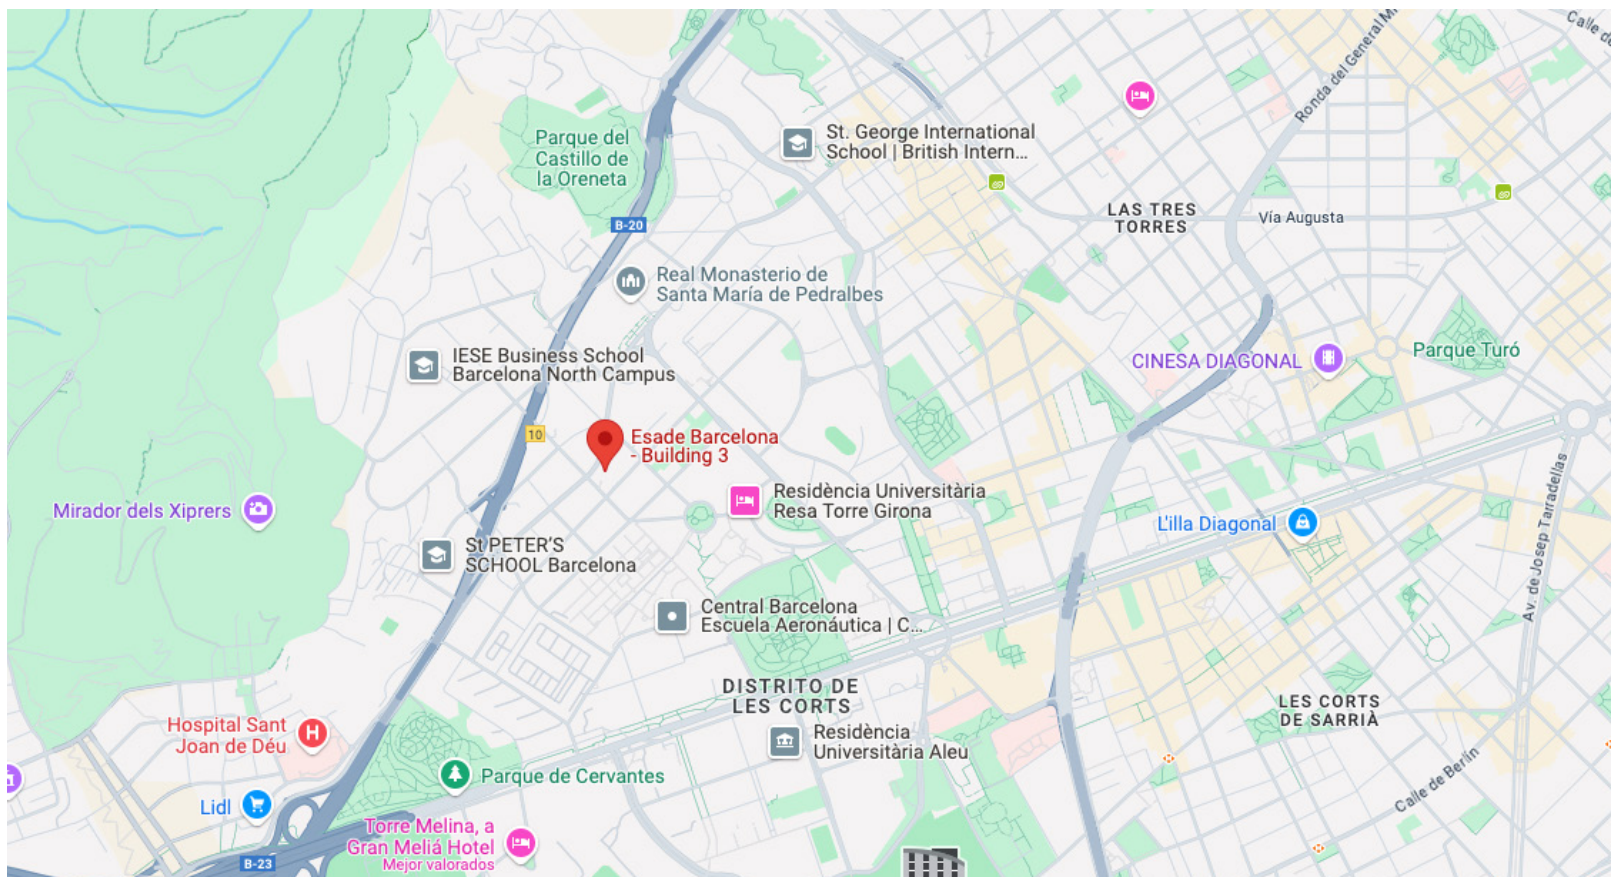 Calle de
Ronda del General Mi
Parque del
Castillo de
la Oreneta
St. George International
School | British Intern...
B-20
LAS TRES
TORRES
Vía Augusta
Real Monasterio de
Santa María de Pedralbes
IESE Business School
Barcelona North Campus
CINESA DIAGONAL
Parque Turó
10
Esade Barcelona
- Building 3
Mirador dels Xiprers
Residència Universitària
Resa Torre Girona
L'illa Diagonal
Av. de Josep Tarradellas
St PETER'S
SCHOOL Barcelona
Central Barcelona
Escuela Aeronáutica | C...
DISTRITO DE
LES CORTS
LES CORTS
DE SARRIÀ
Hospital Sant
Joan de Déu
H
Residència
Universitària Aleu
Parque de Cervantes
Calle de Berlín
Lidl
Torre Melina, a
Gran Meliá Hotel
Mejor valorados
B-23